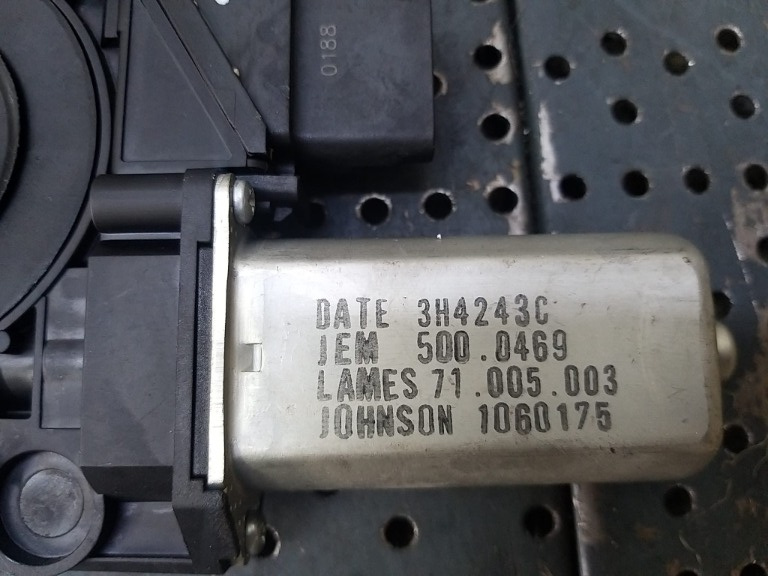 0188
DATE 3H4243C
JEM 500.0469
LAMES 71.005.003
JOHNSON 1060175